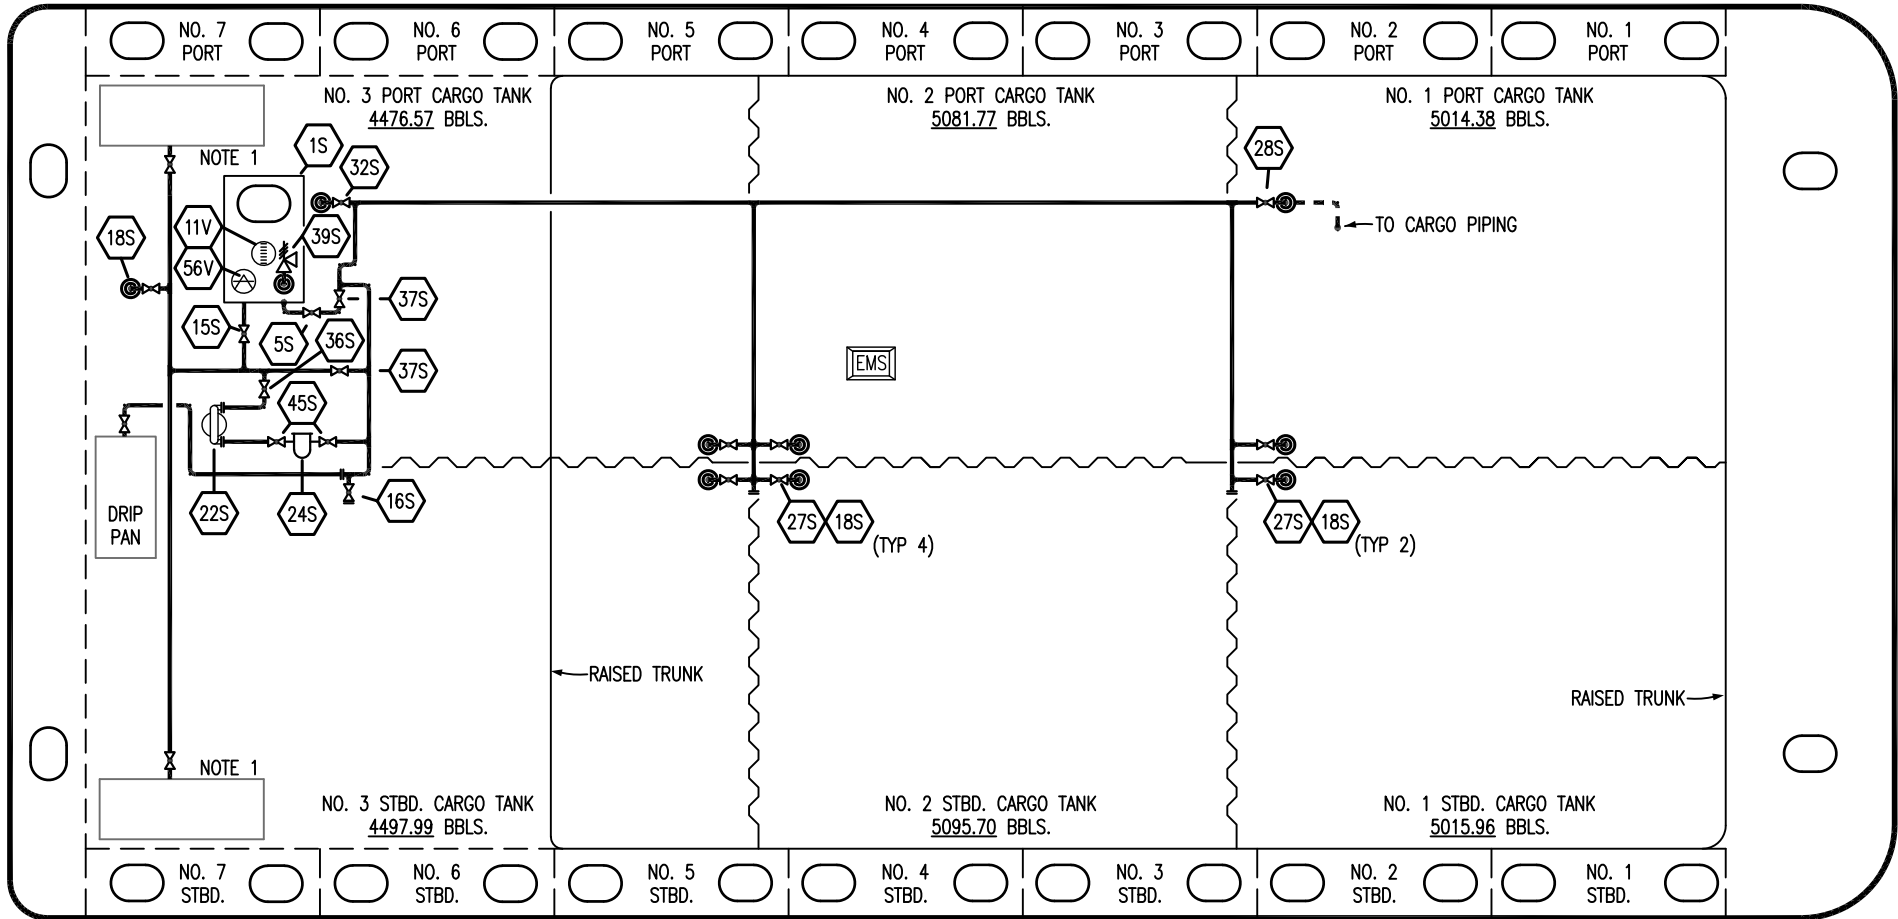 NO. 7
PORT
NO. 6
PORT
NO. 5
PORT
NO. 4
PORT
NO. 3
PORT
NO. 2
PORT
NO. 1
PORT
NO. 3 PORT CARGO TANK
4476.57 BBLS.
NO. 2 PORT CARGO TANK
5081.77 BBLS.
NO. 1 PORT CARGO TANK
5014.38 BBLS.
NOTE 1
1S
32S
28S
11V
39S
18S
56V
TO CARGO PIPING
37S
15S
5S
36S
37S
EMS
45S
DRIP
PAN
22S
24S
16S
27S
18S
(TYP 4)
27S
18S
(TYP 2)
RAISED TRUNK
RAISED TRUNK
NOTE 1
NO. 3 STBD. CARGO TANK
4497.99 BBLS.
NO. 2 STBD. CARGO TANK
5095.70 BBLS.
NO. 1 STBD. CARGO TANK
5015.96 BBLS.
NO. 7
STBD.
NO. 6
STBD.
NO. 5
STBD.
NO. 4
STBD.
NO. 3
STBD.
NO. 2
STBD.
NO. 1
STBD.